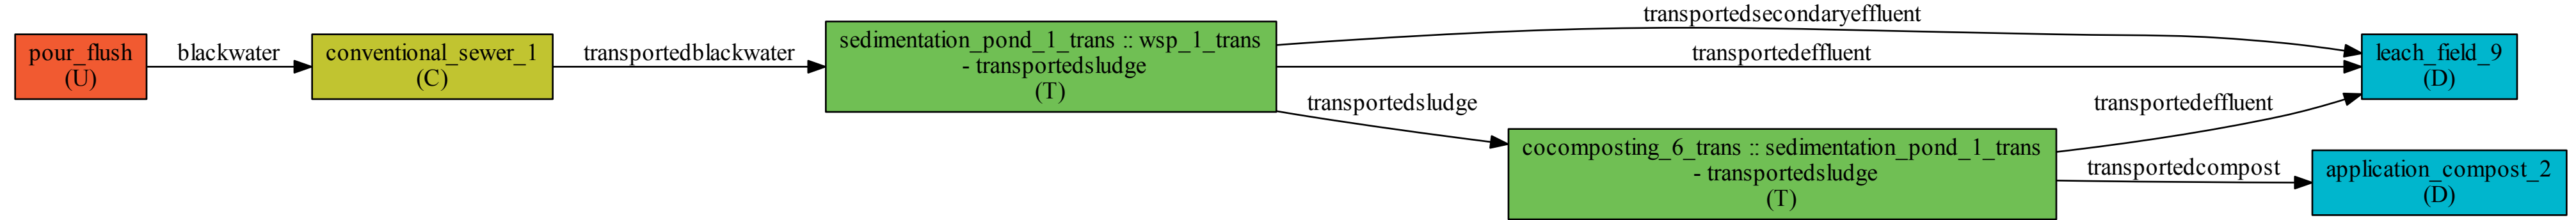 pour_flush
(U)
blackwater
conventional_sewer_1
(C)
transportedblackwater
sedimentation_pond_1_trans :: wsp_1_trans
- transportedsludge
(T)
transportedsecondaryeffluent
transportedeffluent
transportedsludge
cocomposting_6_trans :: sedimentation_pond_1_trans
- transportedsludge
(T)
transportedeffluent
transportedcompost
leach_field_9
(D)
application_compost_2
(D)